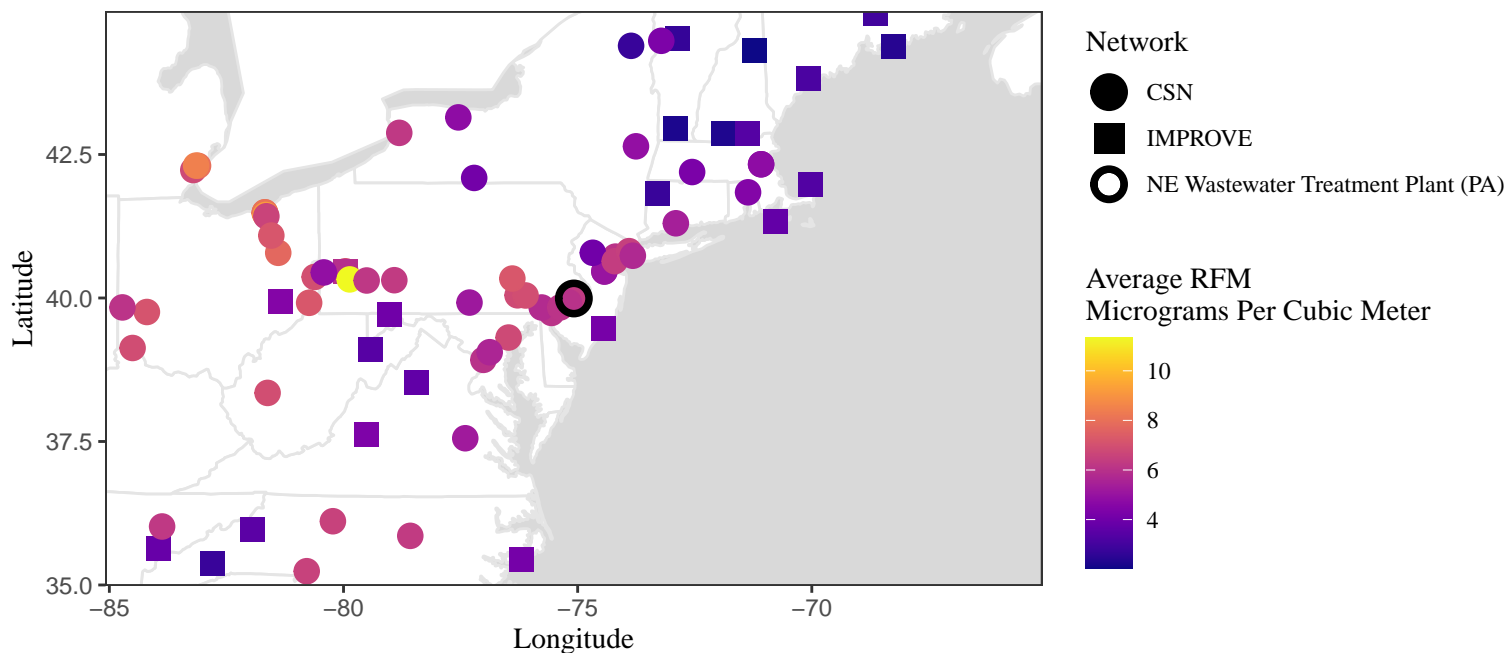 42.5
40.0
37.5
35.0
Latitude
−85
−80
−75
−70
Longitude
Network
CSN
IMPROVE
NE Wastewater Treatment Plant (PA)
Average RFM
Micrograms Per Cubic Meter
10
8
6
4